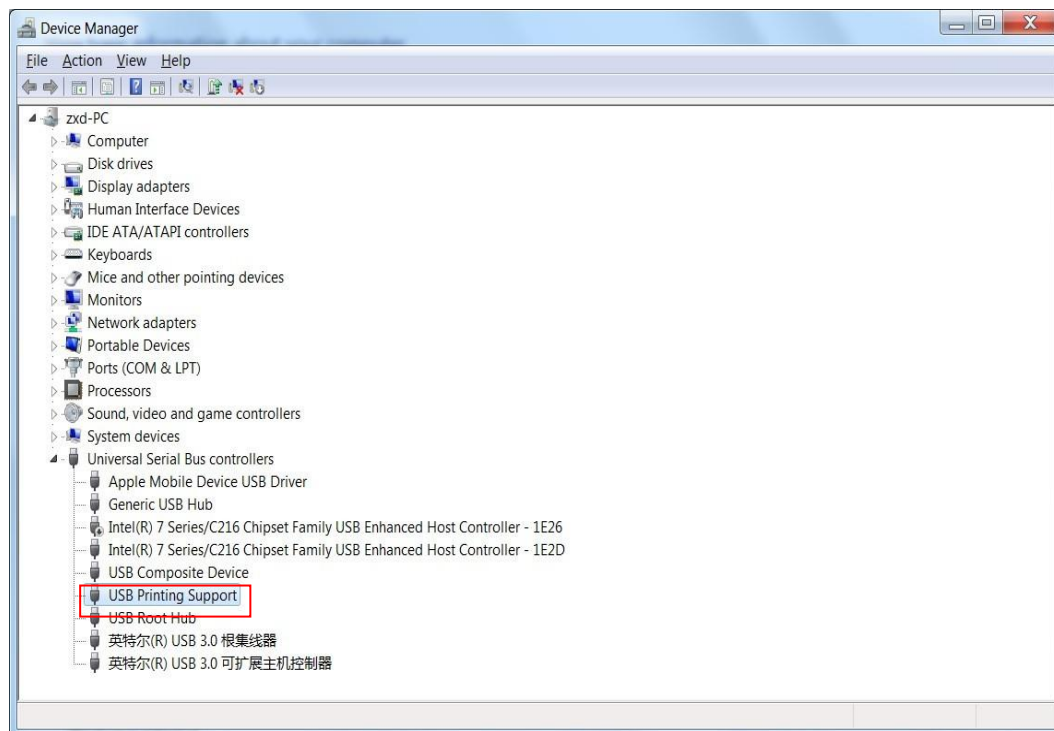 Device Manager
File Action View Help
zxd-PC
Computer
Disk drives
Display adapters
Human Interface Devices
IDE ATA/ATAPI controllers
Keyboards
Mice and other pointing devices
Monitors
Network adapters
Portable Devices
Ports (COM & LPT)
Processors
Sound, video and game controllers
System devices
Universal Serial Bus controllers
Apple Mobile Device USB Driver
Generic USB Hub
Intel(R) 7 Series/C216 Chipset Family USB Enhanced Host Controller - 1E26
Intel(R) 7 Series/C216 Chipset Family USB Enhanced Host Controller - 1E2D
USB Composite Device
USB Printing Support
USB Root Hub
英特尔(R) USB 3.0 根集线器
英特尔(R) USB 3.0 可扩展主机控制器